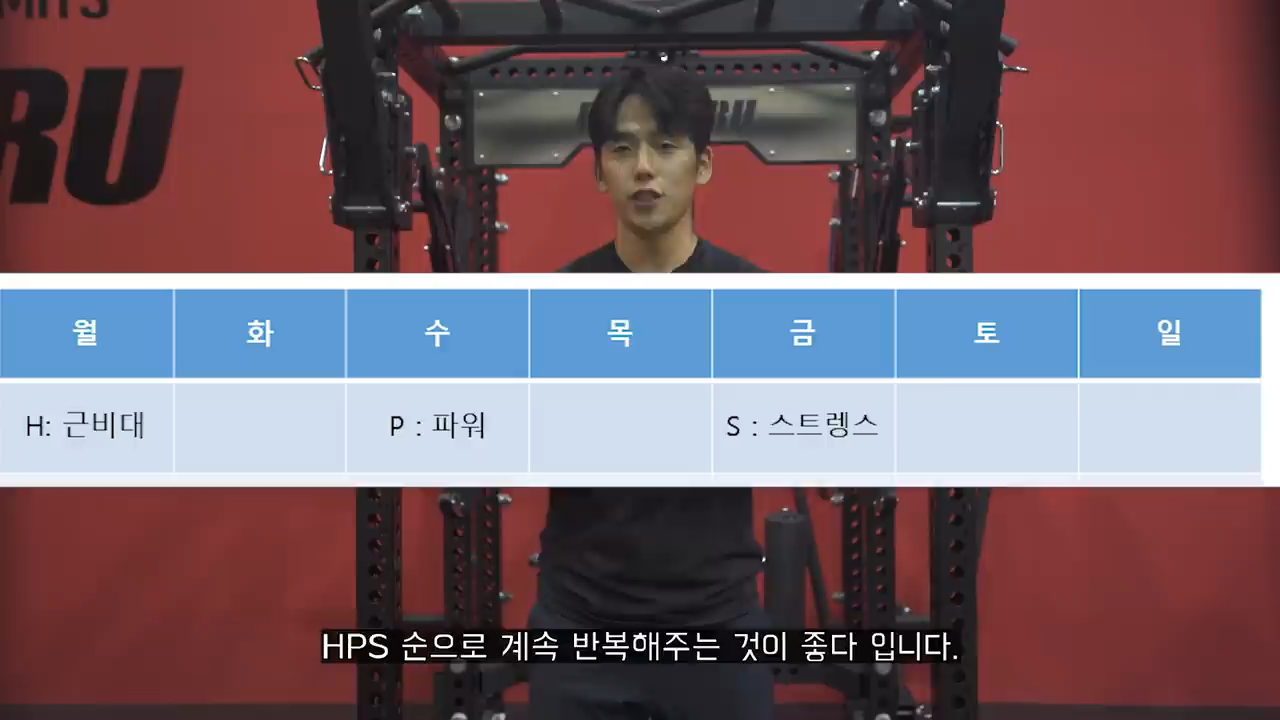 RU
RU
월 화 수 목 금 토 일
H: 근비대 P : 파워 S : 스트렝스
HPS 순으로 계속 반복해주는 것이 좋다 입니다.